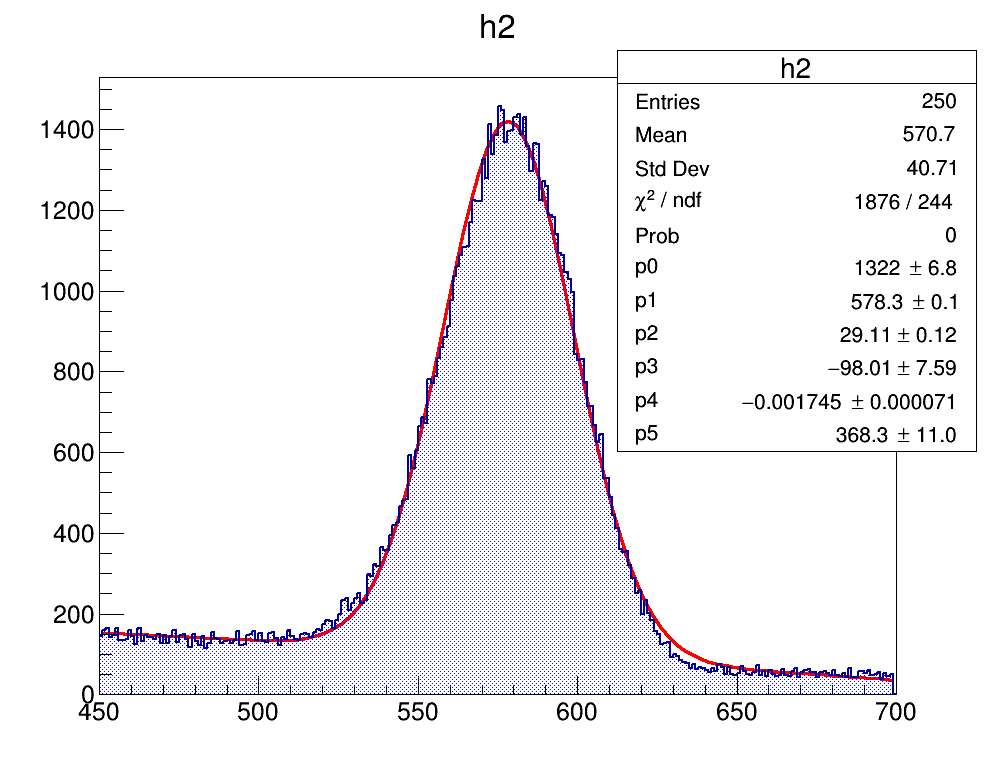 h2
h2
Entries 250
Mean 570.7
Std Dev 40.71
χ² / ndf 1876 / 244
Prob 0
p0 1322 ± 6.8
p1 578.3 ± 0.1
p2 29.11 ± 0.12
p3 −98.01 ± 7.59
p4 −0.001745 ± 0.000071
p5 368.3 ± 11.0
1400
1200
1000
800
600
400
200
0
450 500 550 600 650 700